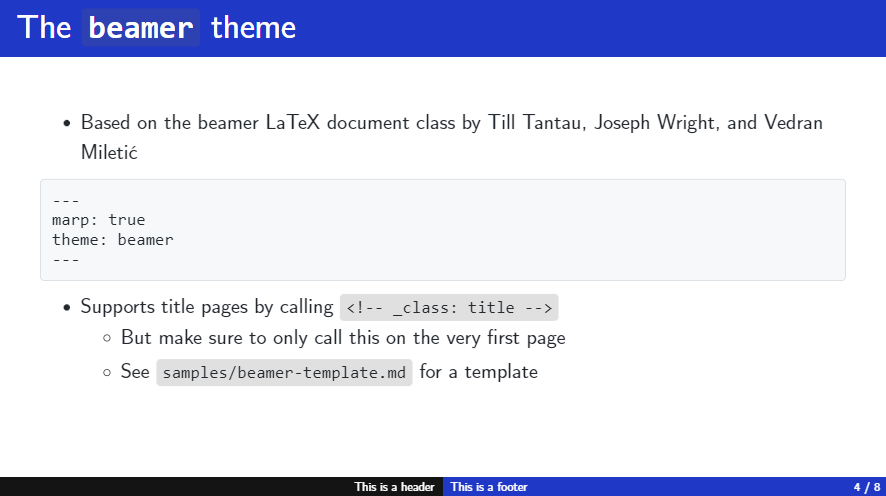 The beamer theme
• Based on the beamer LaTeX document class by Till Tantau, Joseph Wright, and Vedran
Miletić
---
marp: true
theme: beamer
---
• Supports title pages by calling <!-- _class: title -->
◦ But make sure to only call this on the very first page
◦ See samples/beamer-template.md for a template
This is a header This is a footer 4 / 8